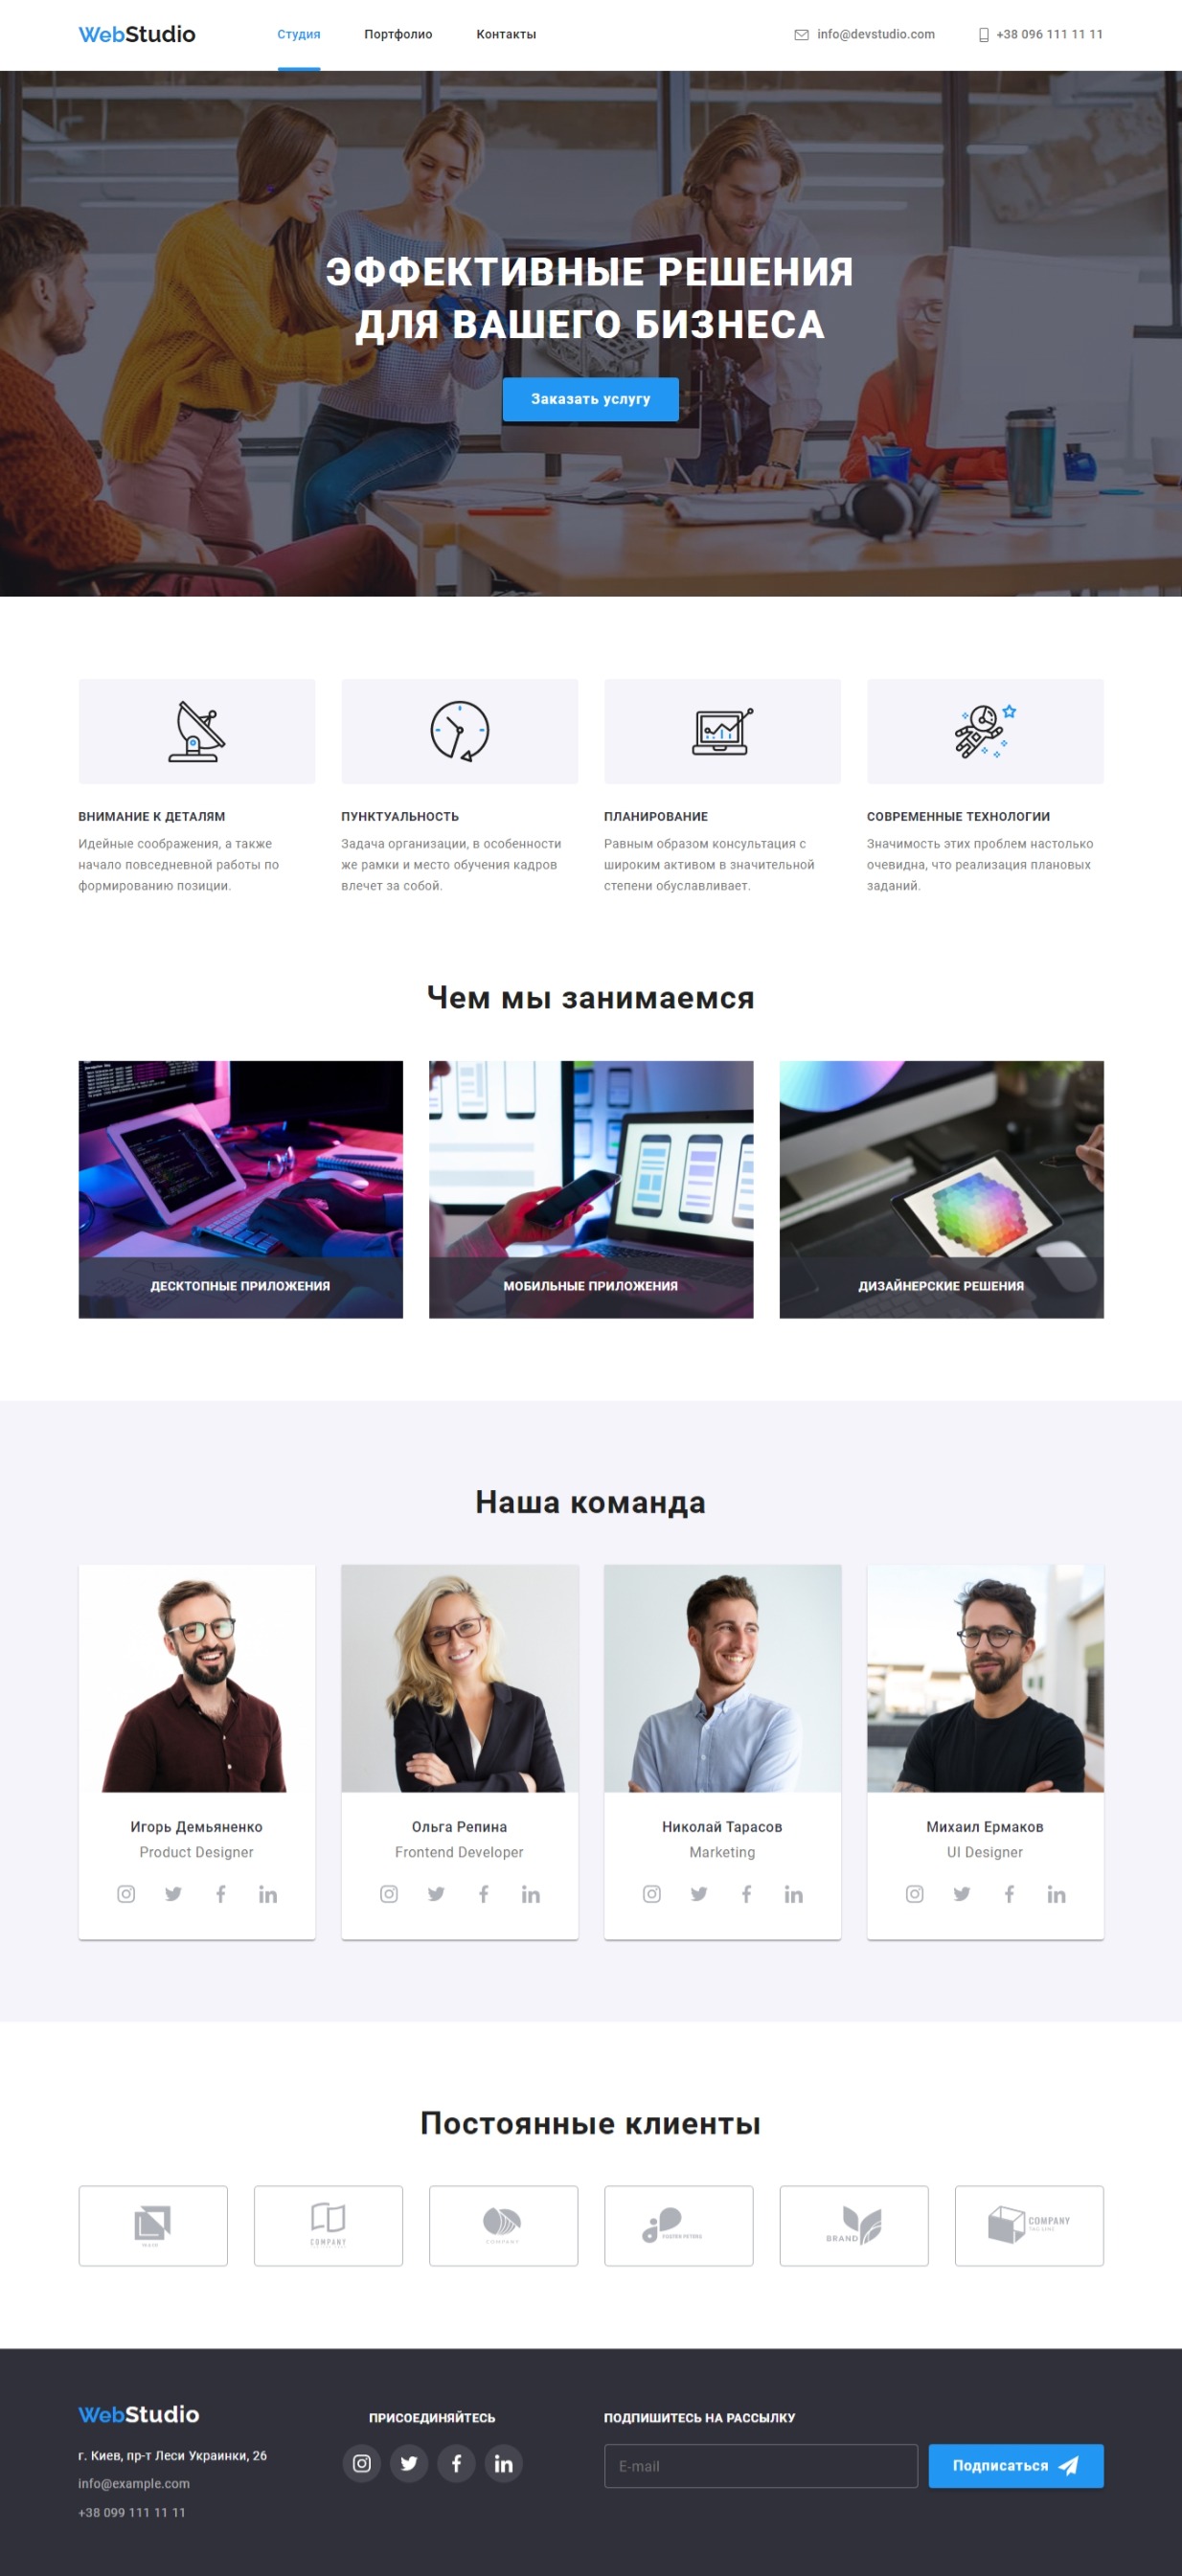 WebStudio
Студия
Портфолио
Контакты
info@devstudio.com
+38 096 111 11 11
ЭФФЕКТИВНЫЕ РЕШЕНИЯ
ДЛЯ ВАШЕГО БИЗНЕСА
Заказать услугу
ВНИМАНИЕ К ДЕТАЛЯМ
Идейные соображения, а также
начало повседневной работы по
формированию позиции.
ПУНКТУАЛЬНОСТЬ
Задача организации, в особенности
же рамки и место обучения кадров
влечет за собой.
ПЛАНИРОВАНИЕ
Равным образом консультация с
широким активом в значительной
степени обуславливает.
СОВРЕМЕННЫЕ ТЕХНОЛОГИИ
Значимость этих проблем настолько
очевидна, что реализация плановых
заданий.
Чем мы занимаемся
ДЕСКТОПНЫЕ ПРИЛОЖЕНИЯ
МОБИЛЬНЫЕ ПРИЛОЖЕНИЯ
ДИЗАЙНЕРСКИЕ РЕШЕНИЯ
Наша команда
Игорь Демьяненко
Product Designer
Ольга Репина
Frontend Developer
Николай Тарасов
Marketing
Михаил Ермаков
UI Designer
Постоянные клиенты
COMPANY
COMPANY
BRAND
COMPANY
TAG LINE
WebStudio
г. Киев, пр-т Леси Украинки, 26
info@example.com
+38 099 111 11 11
ПРИСОЕДИНЯЙТЕСЬ
ПОДПИШИТЕСЬ НА РАССЫЛКУ
E-mail
Подписаться